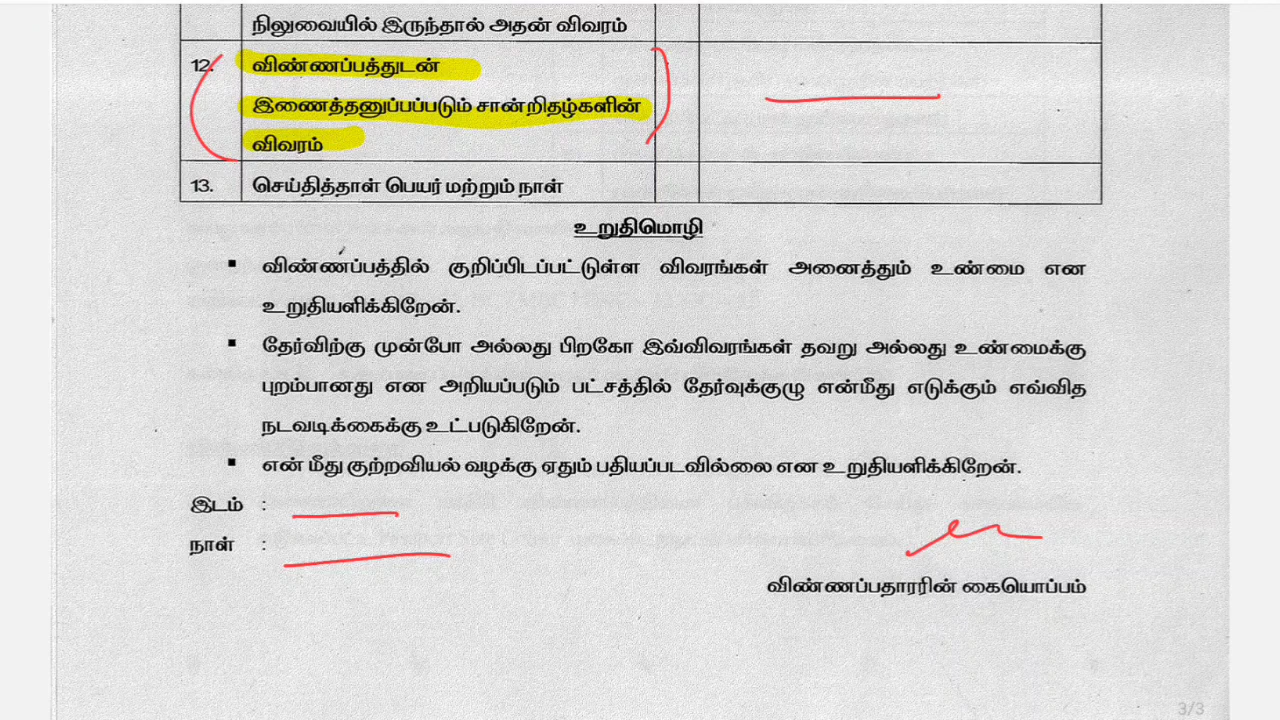 நிலுவையில் இருந்தால் அதன் விவரம்
12. விண்ணப்பத்துடன்
இணைத்தனுப்பப்படும் சான்றிதழ்களின்
விவரம்
13. செய்தித்தாள் பெயர் மற்றும் நாள்
உறுதிமொழி
▪ விண்ணப்பத்தில் குறிப்பிடப்பட்டுள்ள விவரங்கள் அனைத்தும் உண்மை என
உறுதியளிக்கிறேன்.
▪ தேர்விற்கு முன்போ அல்லது பிறகோ இவ்விவரங்கள் தவறு அல்லது உண்மைக்கு
புறம்பானது என அறியப்படும் பட்சத்தில் தேர்வுக்குழு என்மீது எடுக்கும் எவ்வித
நடவடிக்கைக்கு உட்படுகிறேன்.
▪ என் மீது குற்றவியல் வழக்கு ஏதும் பதியப்படவில்லை என உறுதியளிக்கிறேன்.
இடம் :
நாள் :
விண்ணப்பதாரரின் கையொப்பம்
3/3